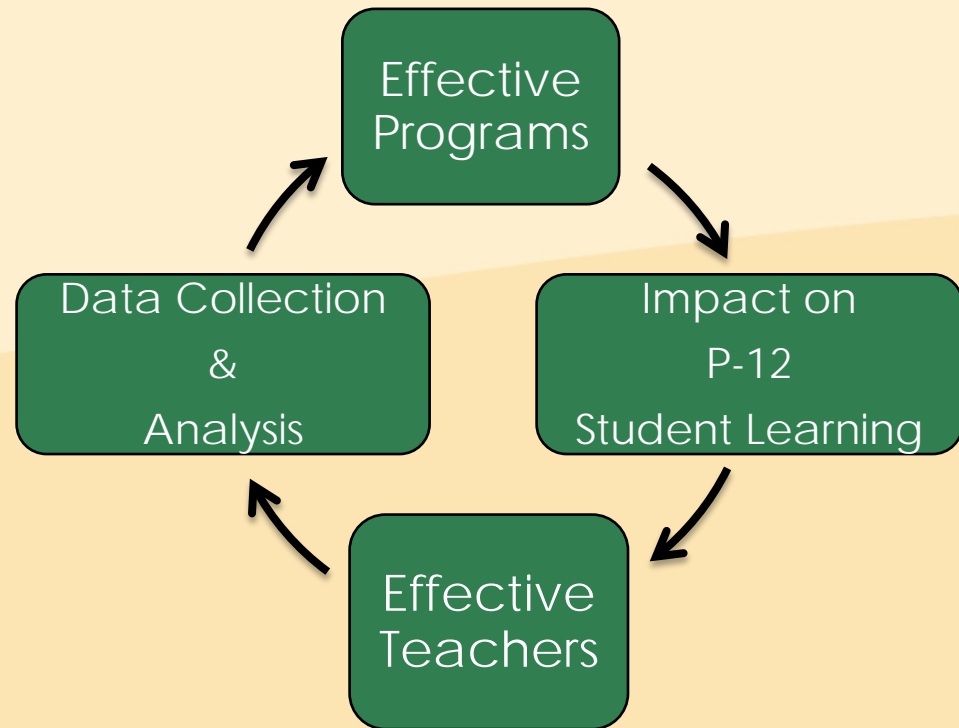 Effective
Programs
Data Collection
&
Analysis
Impact on
P-12
Student Learning
Effective
Teachers